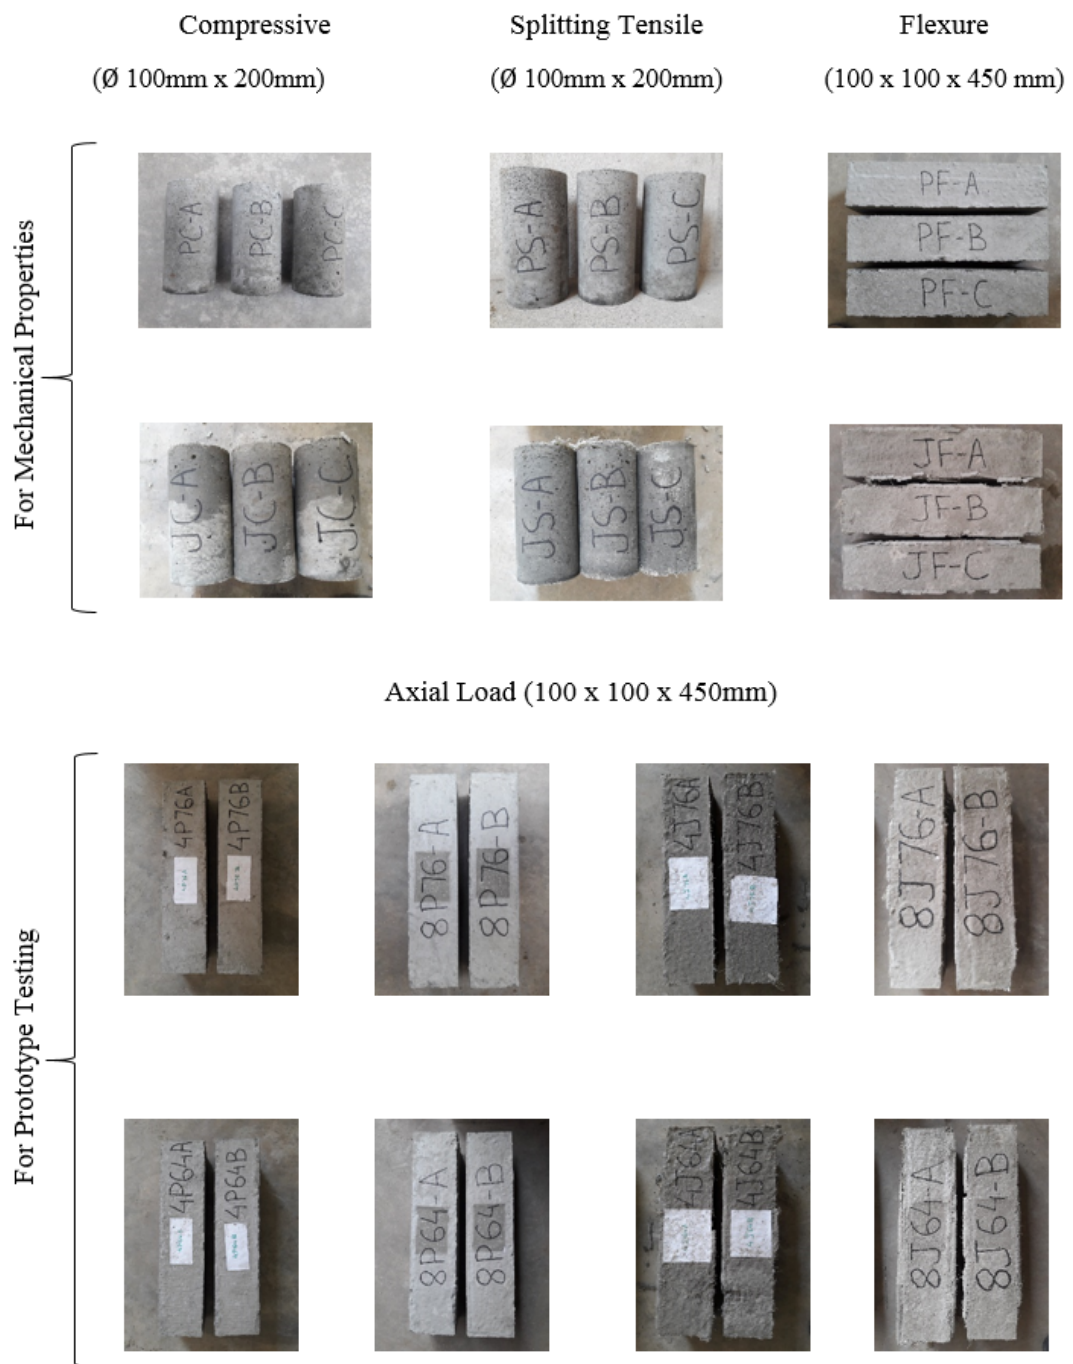 Compressive
Splitting Tensile
Flexure
(Ø 100mm x 200mm)
(Ø 100mm x 200mm)
(100 x 100 x 450 mm)
For Mechanical Properties
PC-A
PC-B
PC-C
PS-A
PS-B
PS-C
PF-A
PF-B
PF-C
JC-A
JC-B
JC-C
JS-A
JS-B
JS-C
JF-A
JF-B
JF-C
Axial Load (100 x 100 x 450mm)
For Prototype Testing
4P76A
4P76B
8P76-A
8P76-B
4J76A
4J76B
8J76-A
8J76-B
4P64A
4P64B
8P64-A
8P64-B
4J64A
4J64B
8J64-A
8J64-B